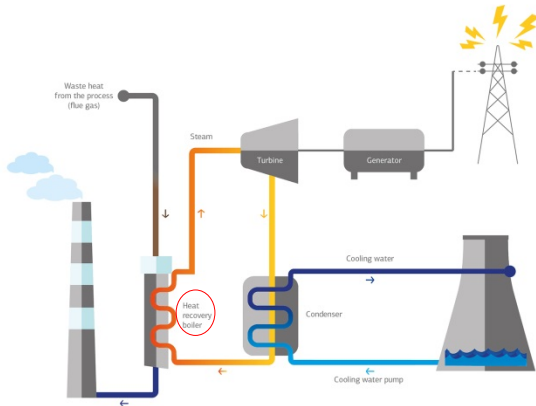 Waste heat
from the process
(flue gas)
Steam
Turbine
Generator
Cooling water
Heat
recovery
boiler
Condenser
Cooling water pump